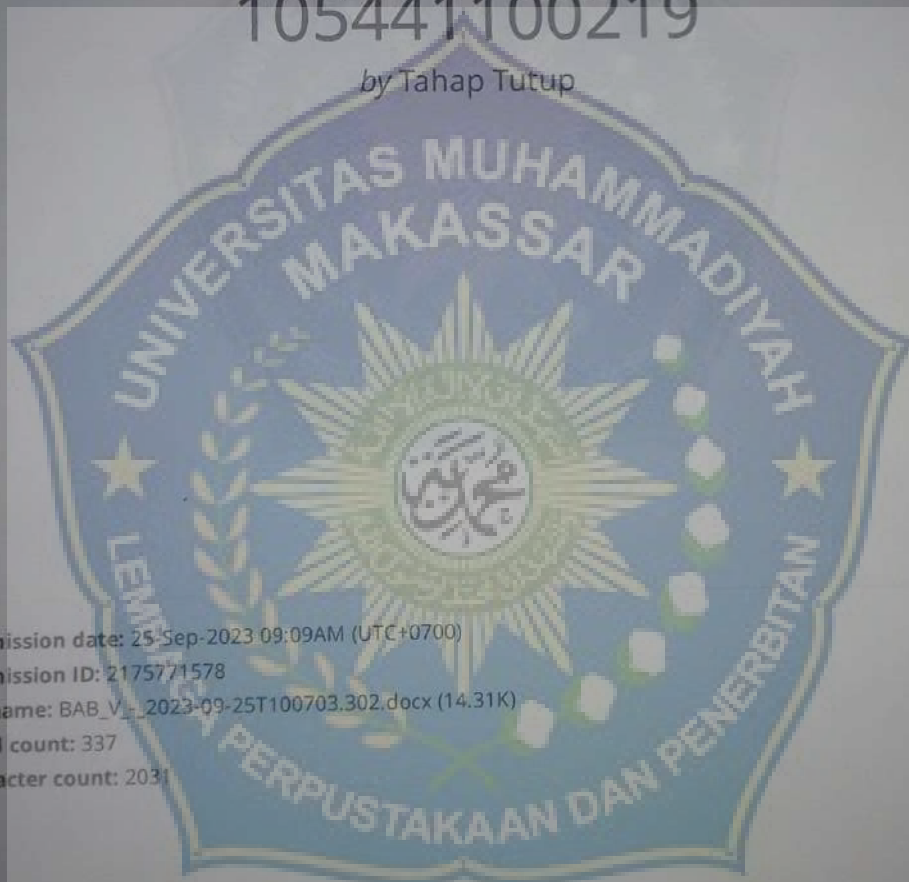 105441100219
by Tahap Tutup
UNIVERSITAS MUHAMMADIYAH
MAKASSAR
محمد
LEMBAGA PERPUSTAKAAN DAN PENERBITAN
ission date: 25-Sep-2023 09:09AM (UTC+0700)
ission ID: 2175771578
ame: BAB_V_-_2023-09-25T100703.302.docx (14.31K)
count: 337
acter count: 2031